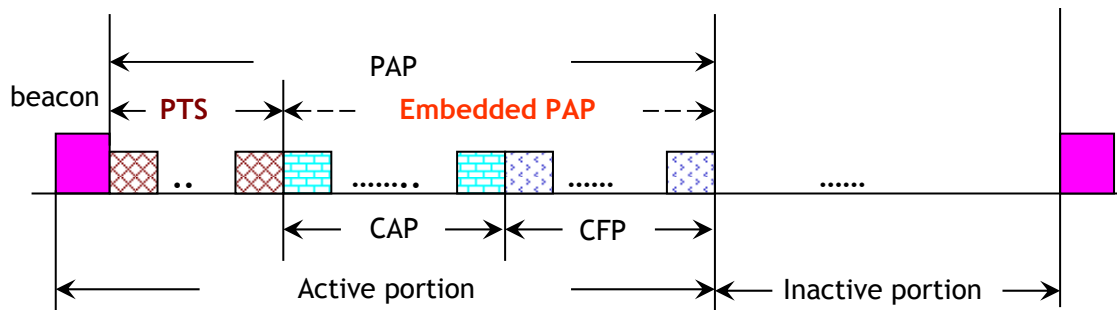 PAP
beacon
PTS
Embedded PAP
..
........
......
......
CAP
CFP
Active portion
Inactive portion